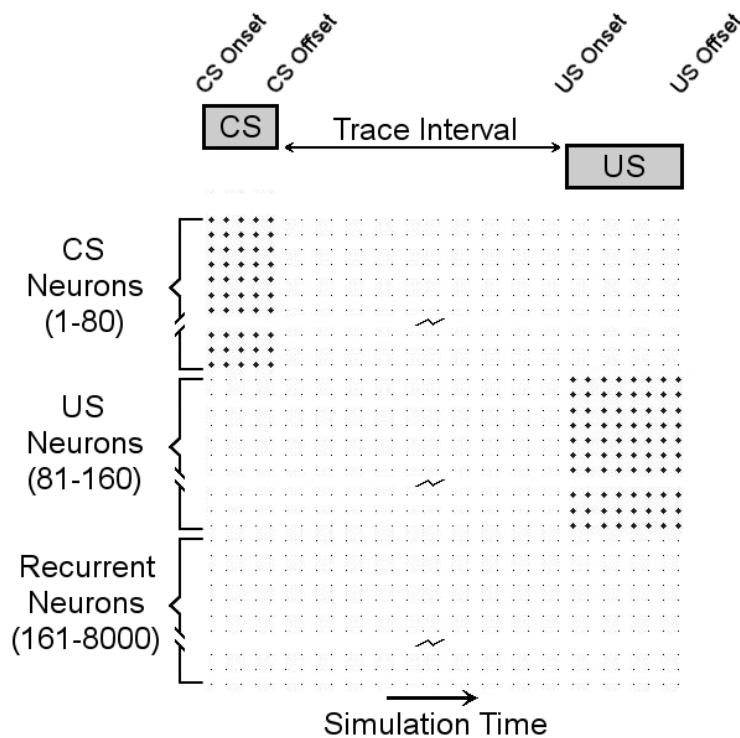 CS Onset
CS Offset
US Onset
US Offset
CS
Trace Interval
US
CS
Neurons
(1-80)
US
Neurons
(81-160)
Recurrent
Neurons
(161-8000)
Simulation Time